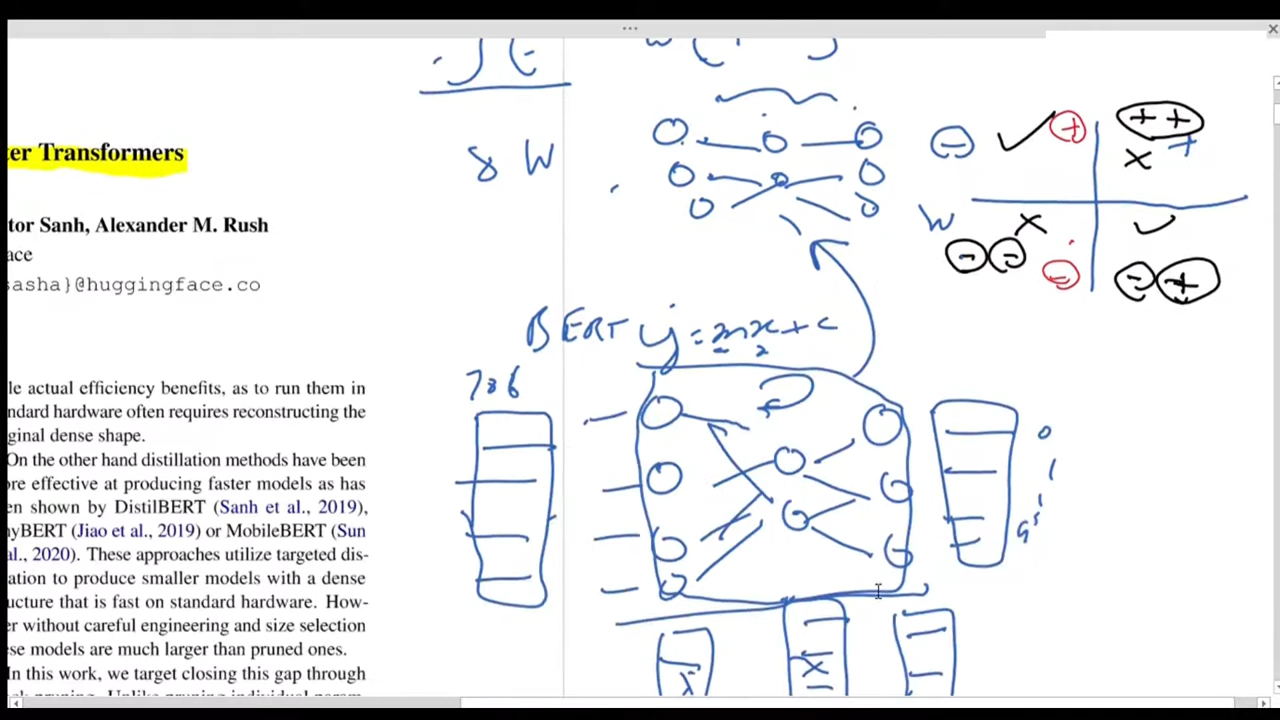 ter Transformers
tor Sanh, Alexander M. Rush
ace
sasha}@huggingface.co
le actual efficiency benefits, as to run them in
ndard hardware often requires reconstructing the
ginal dense shape.
On the other hand distillation methods have been
ore effective at producing faster models as has
en shown by DistilBERT (Sanh et al., 2019),
nyBERT (Jiao et al., 2019) or MobileBERT (Sun
al., 2020). These approaches utilize targeted dis-
ation to produce smaller models with a dense
ucture that is fast on standard hardware. How-
er without careful engineering and size selection
ese models are much larger than pruned ones.
In this work, we target closing this gap through
W
- ✓ + | + +
x +
W x ✓
- - - | - +
BERT y = mx + c
786
0
1
1
9
x